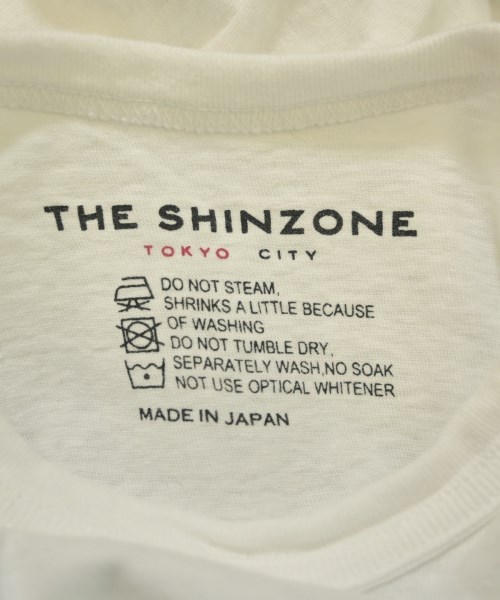 THE SHINZONE
TOKYO CITY
DO NOT STEAM,
SHRINKS A LITTLE BECAUSE
OF WASHING
DO NOT TUMBLE DRY,
SEPARATELY WASH,NO SOAK
NOT USE OPTICAL WHITENER
MADE IN JAPAN